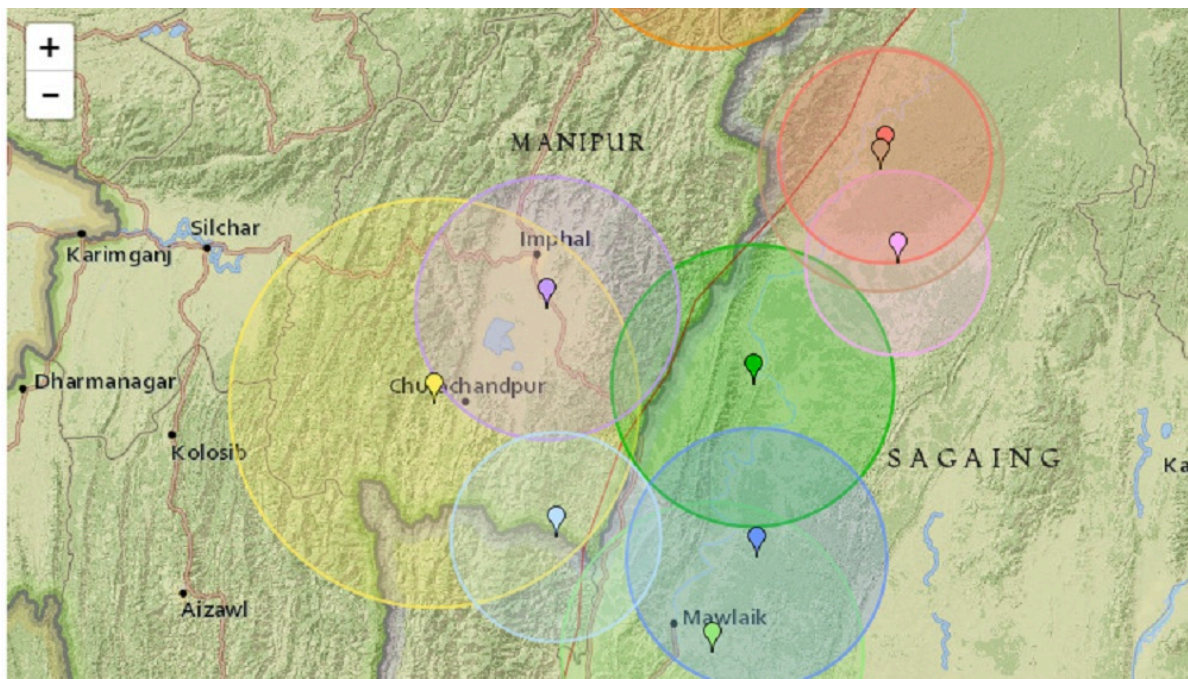 +
−
MANIPUR
Silchar
Karimganj
Imphal
Dharmanagar
Churachandpur
Kolosib
SAGAING
Ka
Aizawl
Mawlaik